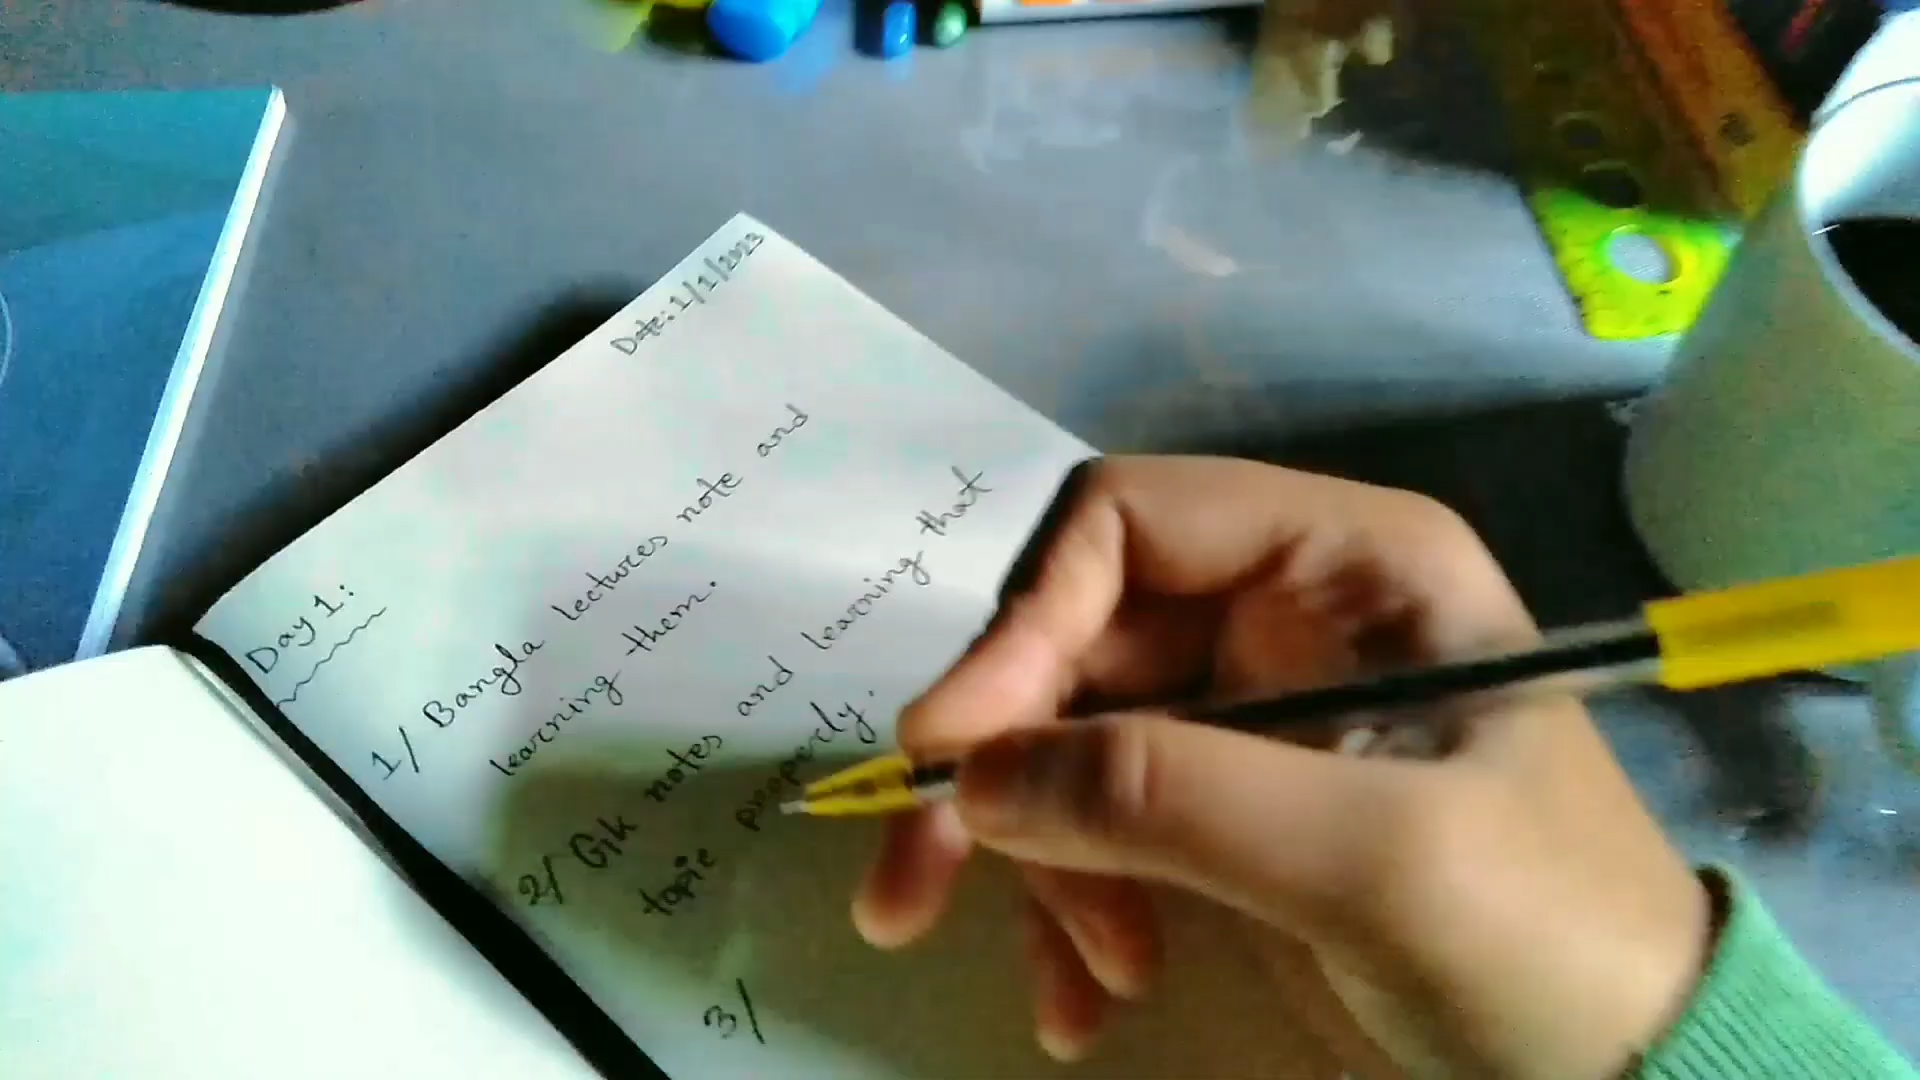 Date: 1/1/2023
Day 1:
1/ Bangla lectures note and
learning them.
2/ GK notes and learning that
topic properly.
3/